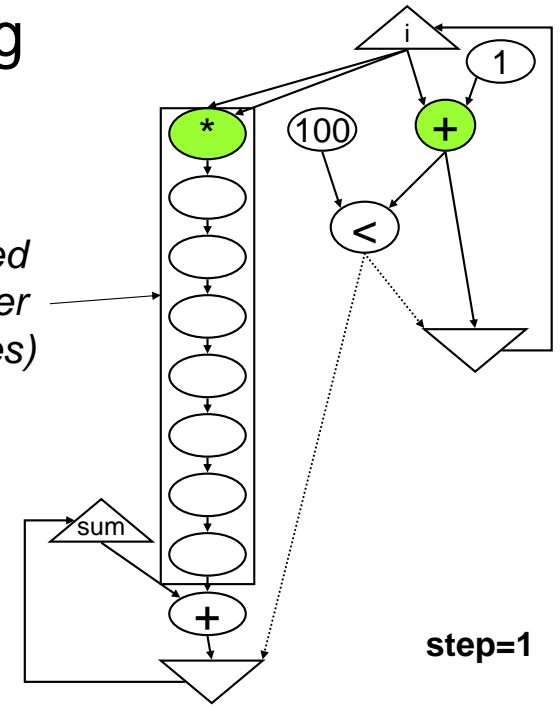 g
i
1
*
100
+
<
ed
er
es)
sum
+
step=1